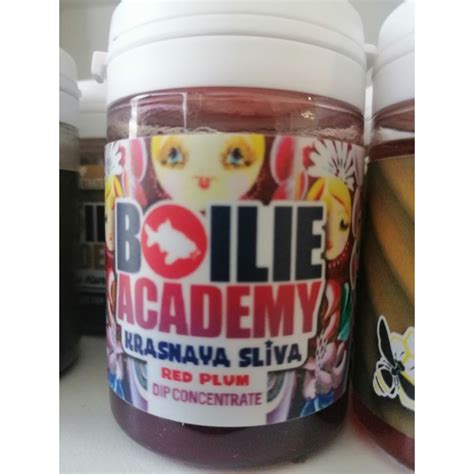 BOILIE
ACADEMY
KRASNAYA SLIVA
RED PLUM
DIP CONCENTRATE